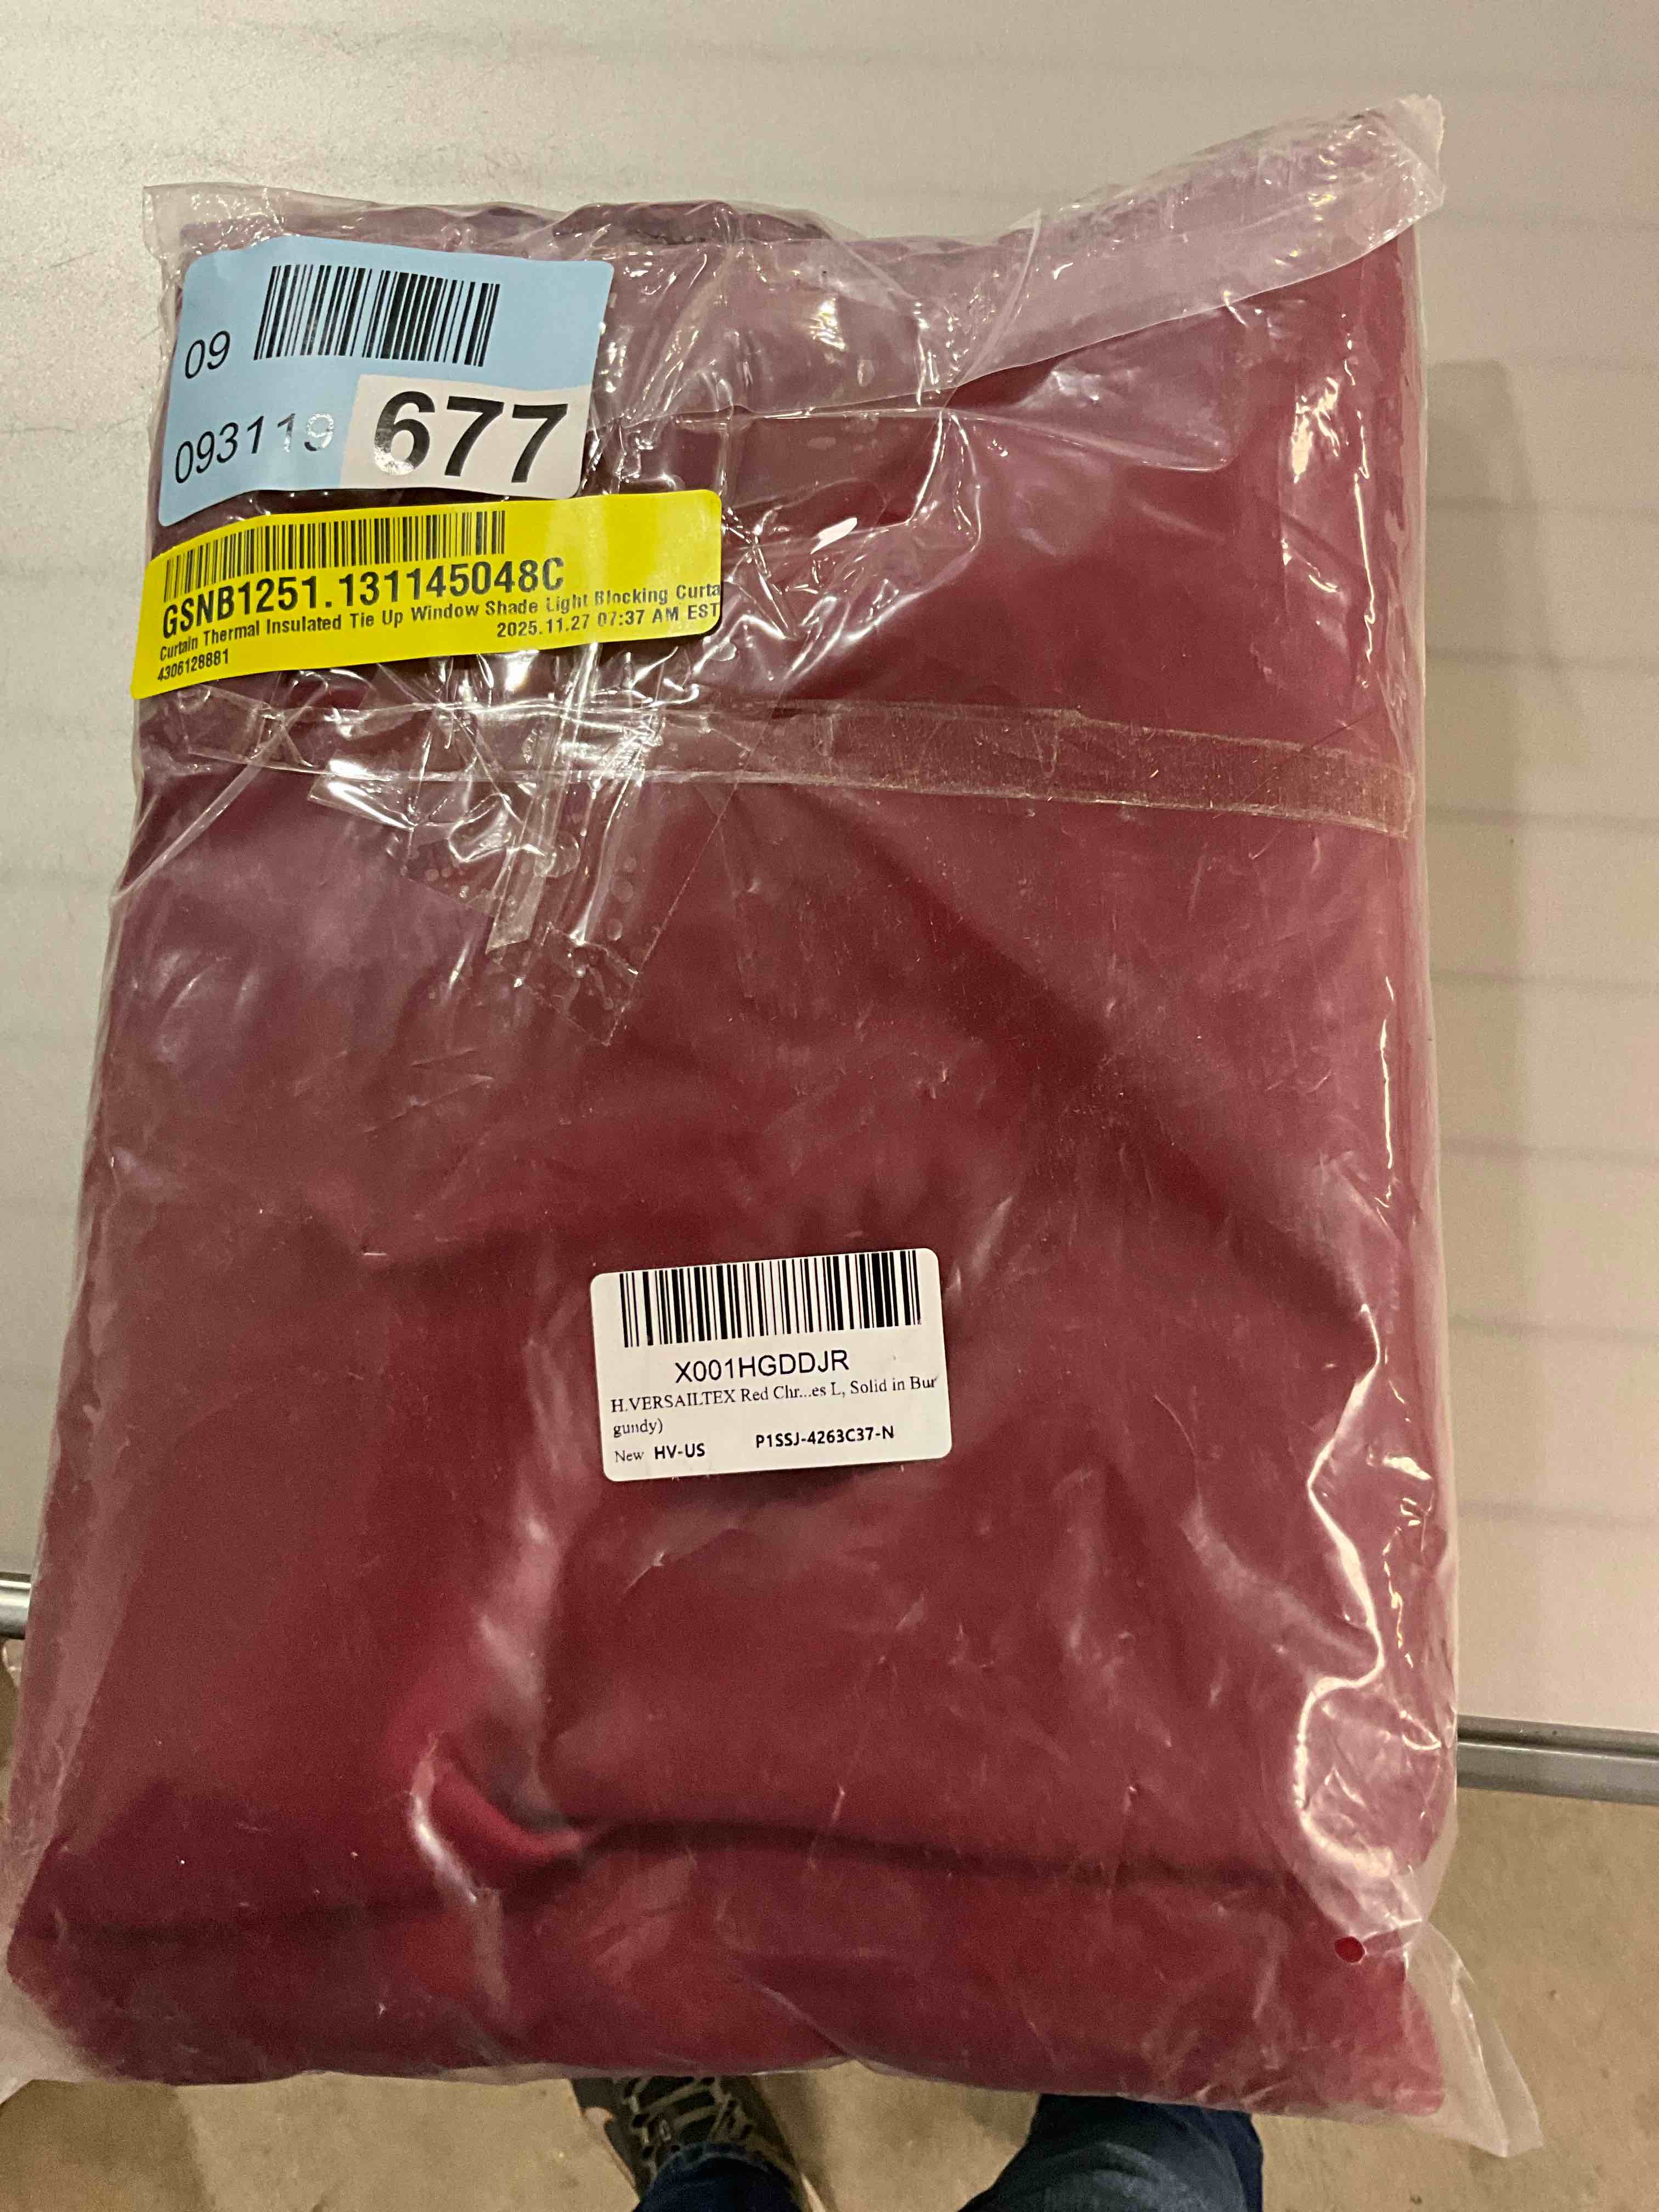 09
093119 677
GSNB1251.131145048C
Curtain Thermal Insulated Tie Up Window Shade Light Blocking Curta
2025.11.27 07:37 AM EST
4306128881
X001HGDDJR
H.VERSAILTEX Red Chr...es L, Solid in Bur
gundy)
New HV-US P1SSJ-4263C37-N